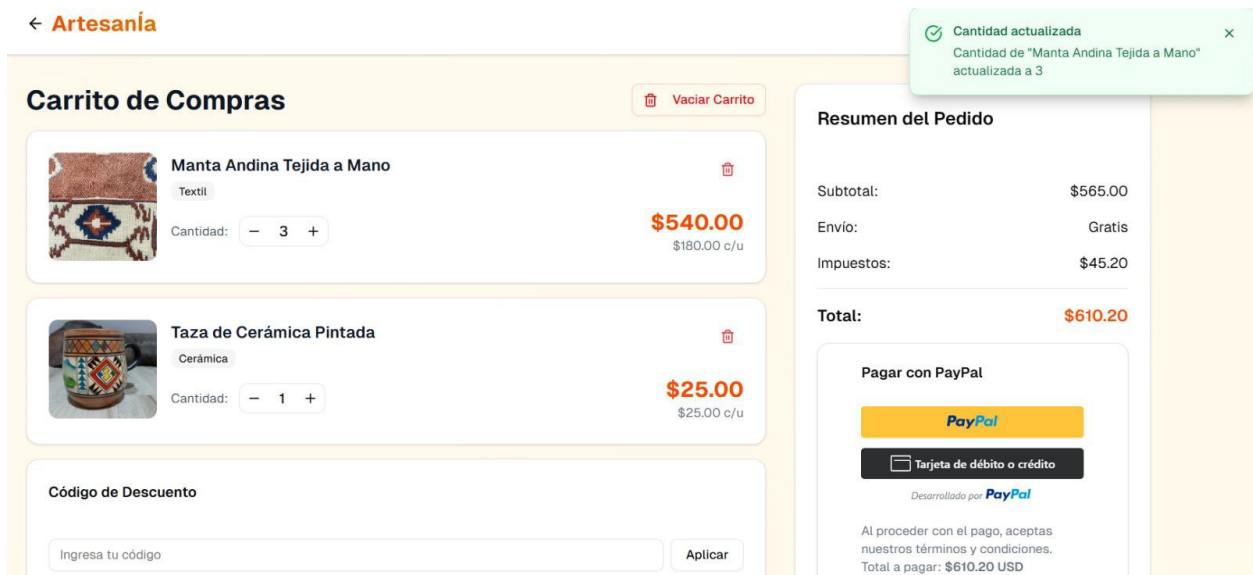 ← ArtesanÍa
Cantidad actualizada
Cantidad de "Manta Andina Tejida a Mano"
actualizada a 3
Carrito de Compras
Vaciar Carrito
Manta Andina Tejida a Mano
Textil
Cantidad: − 3 +
$540.00
$180.00 c/u
Taza de Cerámica Pintada
Cerámica
Cantidad: − 1 +
$25.00
$25.00 c/u
Código de Descuento
Ingresa tu código
Aplicar
Resumen del Pedido
Subtotal: $565.00
Envío: Gratis
Impuestos: $45.20
Total: $610.20
Pagar con PayPal
PayPal
Tarjeta de débito o crédito
Desarrollado por PayPal
Al proceder con el pago, aceptas
nuestros términos y condiciones.
Total a pagar: $610.20 USD